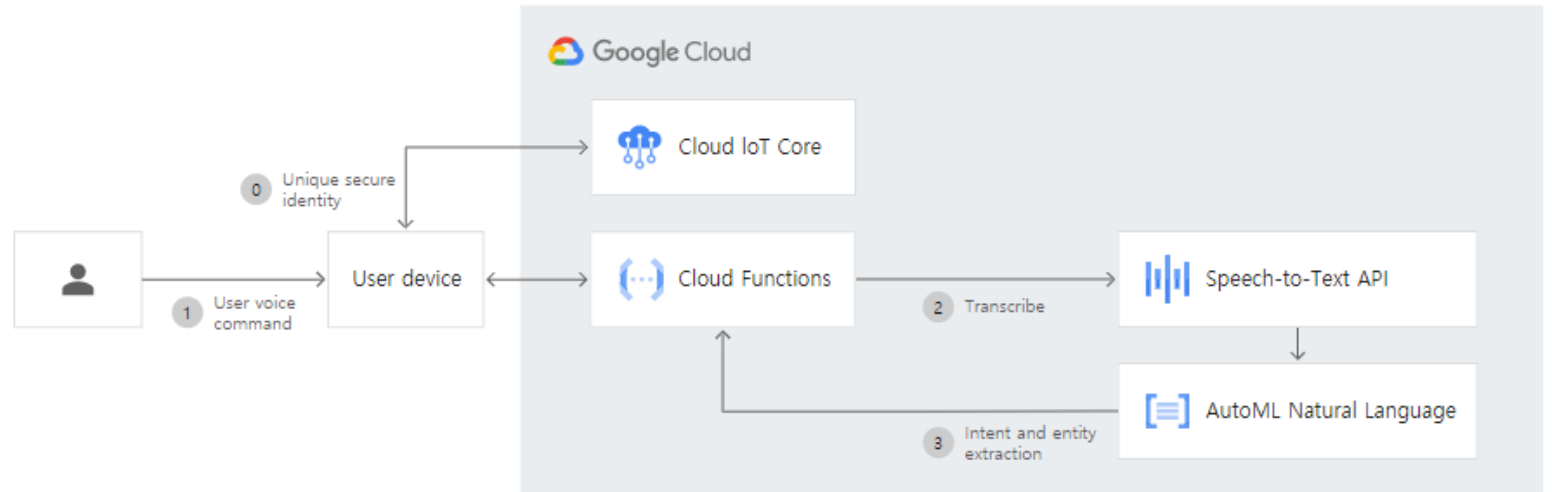 Google Cloud
Cloud IoT Core
0
Unique secure
identity
User device
Cloud Functions
Speech-to-Text API
1
User voice
command
2
Transcribe
AutoML Natural Language
3
Intent and entity
extraction